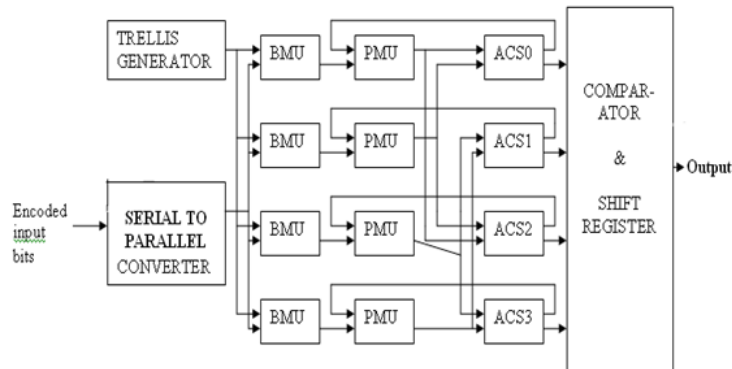 TRELLIS
GENERATOR
BMU
PMU
ACS0
BMU
PMU
ACS1
BMU
PMU
ACS2
BMU
PMU
ACS3
Encoded
input
bits
SERIAL TO
PARALLEL
CONVERTER
COMPAR-
ATOR
&
SHIFT
REGISTER
Output